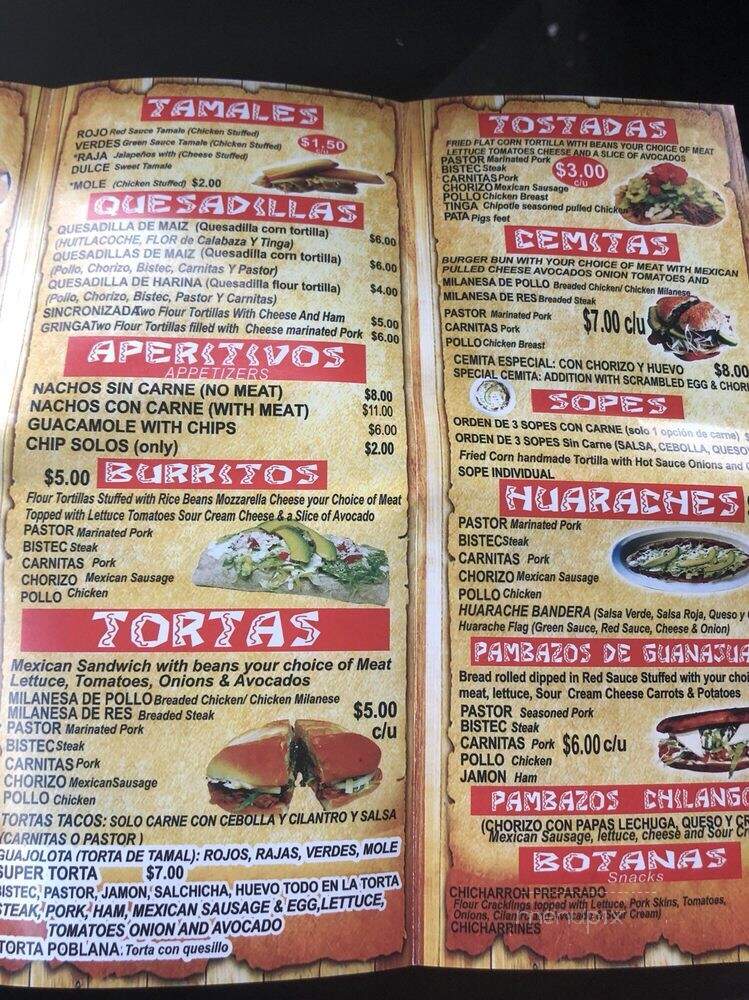 TAMALES
ROJO Red Sauce Tamale (Chicken Stuffed)
VERDES Green Sauce Tamale (Chicken Stuffed)
*RAJA Jalapeños with (Cheese Stuffed)
DULCE Sweet Tamale
$1.50
c/u
*MOLE (Chicken Stuffed) $2.00
QUESADILLAS
QUESADILLA DE MAIZ (Quesadilla corn tortilla)
(HUITLACOCHE, FLOR de Calabaza Y Tinga) $6.00
QUESADILLAS DE MAIZ (Quesadilla corn tortilla)
(Pollo, Chorizo, Bistec, Carnitas Y Pastor) $6.00
QUESADILLA DE HARINA (Quesadilla flour tortilla)
(Pollo, Chorizo, Bistec, Pastor Y Carnitas) $4.00
SINCRONIZADA Two Flour Tortillas With Cheese And Ham $5.00
GRINGA Two Flour Tortillas filled with Cheese marinated Pork $6.00
APERITIVOS
APPETIZERS
NACHOS SIN CARNE (NO MEAT) $8.00
NACHOS CON CARNE (WITH MEAT) $11.00
GUACAMOLE WITH CHIPS $6.00
CHIP SOLOS (only) $2.00
$5.00 BURRITOS
Flour Tortillas Stuffed with Rice Beans Mozzarella Cheese your Choice of Meat
Topped with Lettuce Tomatoes Sour Cream Cheese & a Slice of Avocado
PASTOR Marinated Pork
BISTEC Steak
CARNITAS Pork
CHORIZO Mexican Sausage
POLLO Chicken
TORTAS
Mexican Sandwich with beans your choice of Meat
Lettuce, Tomatoes, Onions & Avocados
MILANESA DE POLLO Breaded Chicken/ Chicken Milanese
MILANESA DE RES Breaded Steak
PASTOR Marinated Pork
BISTEC Steak
CARNITAS Pork
CHORIZO MexicanSausage
POLLO Chicken
$5.00
c/u
TORTAS TACOS: SOLO CARNE CON CEBOLLA Y CILANTRO Y SALSA
(CARNITAS O PASTOR )
GUAJOLOTA (TORTA DE TAMAL): ROJOS, RAJAS, VERDES, MOLE
SUPER TORTA $7.00
BISTEC, PASTOR, JAMON, SALCHICHA, HUEVO TODO EN LA TORTA
STEAK, PORK, HAM, MEXICAN SAUSAGE & EGG, LETTUCE,
TOMATOES ONION AND AVOCADO
TORTA POBLANA: Torta con quesillo
TOSTADAS
FRIED FLAT CORN TORTILLA WITH BEANS YOUR CHOICE OF MEAT
LETTUCE TOMATOES CHEESE AND A SLICE OF AVOCADOS
PASTOR Marinated Pork
BISTEC Steak
CARNITAS Pork
CHORIZO Mexican Sausage
POLLO Chicken Breast
TINGA Chipotle seasoned pulled Chicken
PATA Pigs feet
$3.00
c/u
CEMITAS
BURGER BUN WITH YOUR CHOICE OF MEAT WITH MEXICAN
PULLED CHEESE AVOCADOS ONION TOMATOES AND
MILANESA DE POLLO Breaded Chicken/ Chicken Milanese
MILANESA DE RES Breaded Steak
PASTOR Marinated Pork
CARNITAS Pork
POLLO Chicken Breast
$7.00 c/u
CEMITA ESPECIAL: CON CHORIZO Y HUEVO $8.00
SPECIAL CEMITA: ADDITION WITH SCRAMBLED EGG & CHOR
SOPES
ORDEN DE 3 SOPES CON CARNE (solo 1 opción de carne)
ORDEN DE 3 SOPES Sin Carne (SALSA, CEBOLLA, QUESO
Fried Corn handmade Tortilla with Hot Sauce Onions and
SOPE INDIVIDUAL
HUARACHES
PASTOR Marinated Pork
BISTEC Steak
CARNITAS Pork
CHORIZO Mexican Sausage
POLLO Chicken
HUARACHE BANDERA (Salsa Verde, Salsa Roja, Queso y
Huarache Flag (Green Sauce, Red Sauce, Cheese & Onion)
PAMBAZOS DE GUANAJUA
Bread rolled dipped in Red Sauce Stuffed with your choi
meat, lettuce, Sour Cream Cheese Carrots & Potatoes
PASTOR Seasoned Pork
BISTEC Steak
CARNITAS Pork
POLLO Chicken
JAMON Ham
$6.00 c/u
PAMBAZOS CHILANGO
(CHORIZO CON PAPAS LECHUGA, QUESO Y CR
Mexican Sausage, lettuce, cheese and Sour Cr
BOTANAS
Snacks
CHICHARRON PREPARADO
Flour Cracklings topped with Lettuce, Pork Skins, Tomatoes,
Onions, Cilantro, Avocado & Sour Cream)
CHICHARRINES
menupix